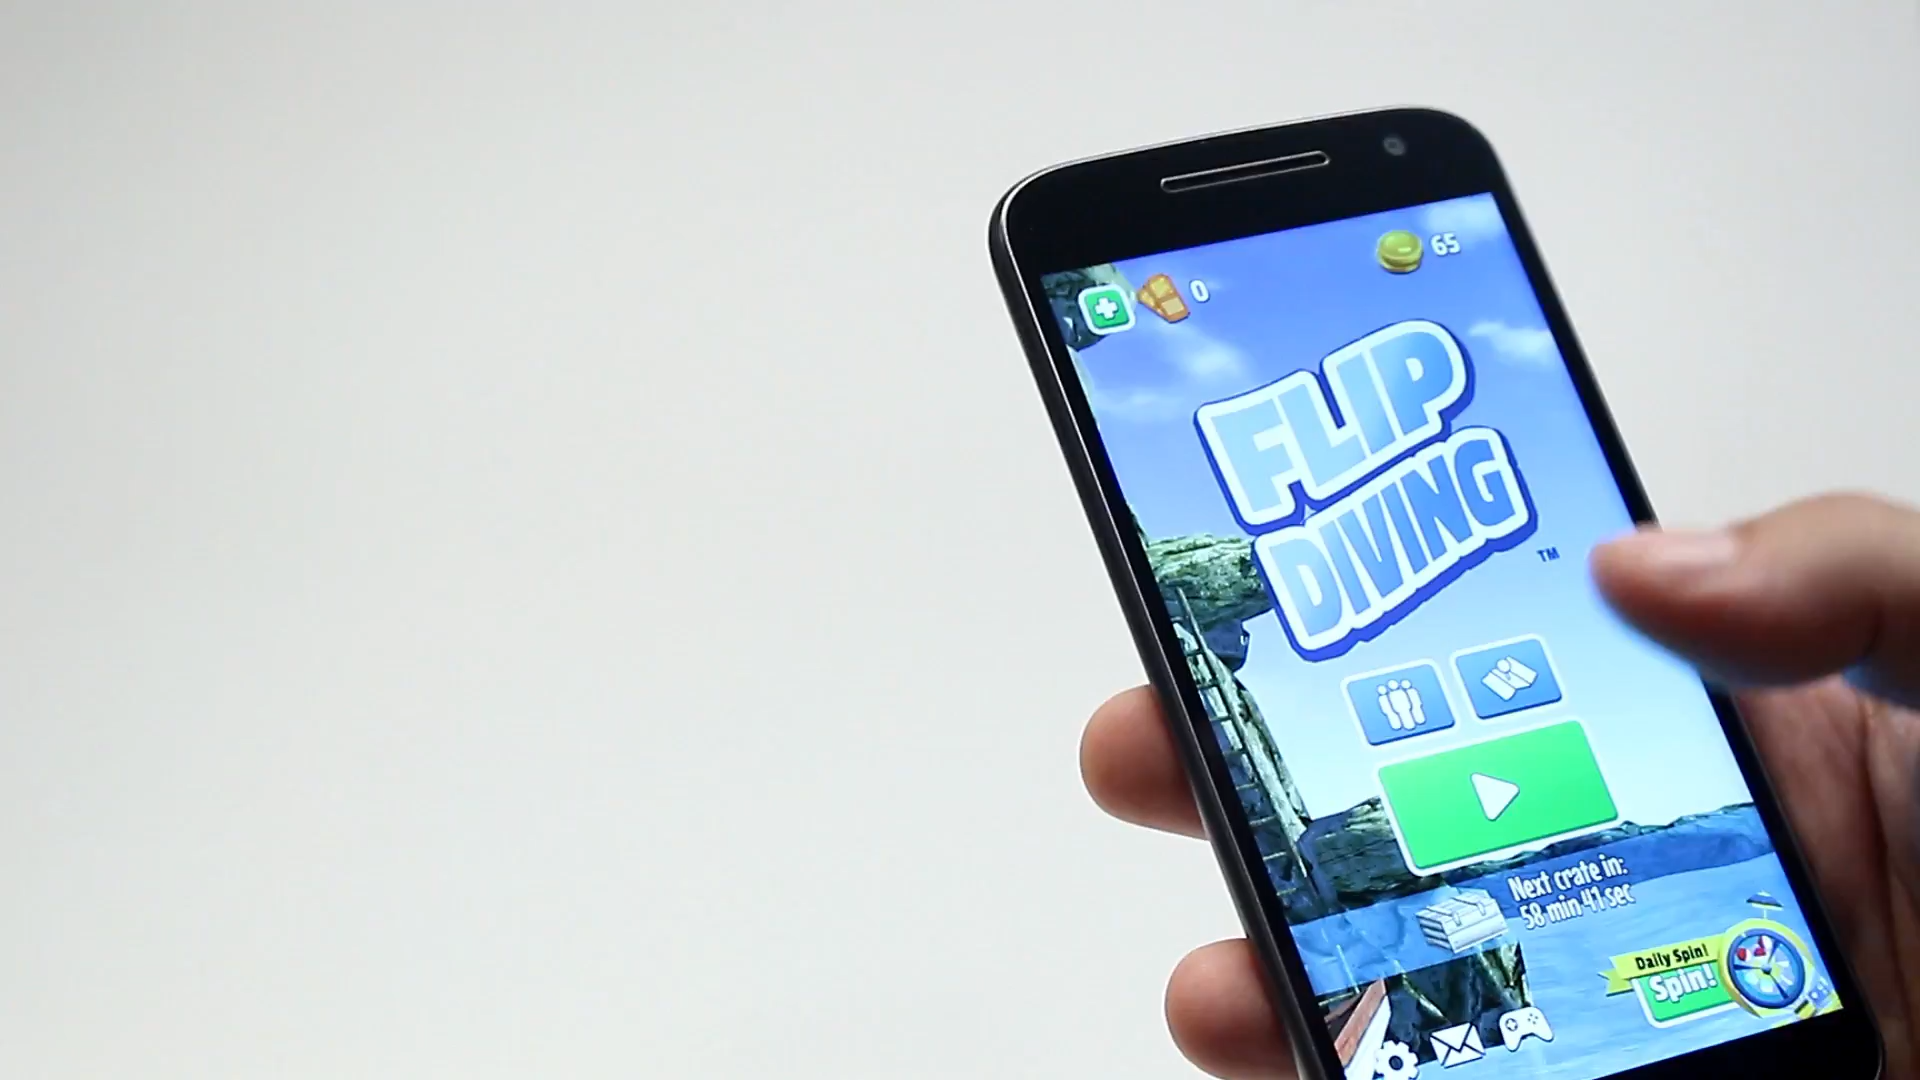 65
0
FLIP
DIVING
TM
Next crate in:
58 min 41 sec
Daily Spin!
Spin!